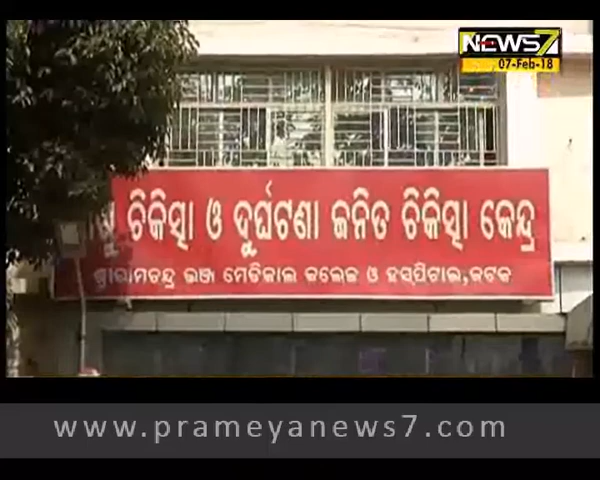 NEWS7
07-Feb-18
ଚିକିତ୍ସା ଓ ଦୁର୍ଘଟଣା ଜନିତ ଚିକିତ୍ସା କେନ୍ଦ୍ର
ଶ୍ରୀରାମଚନ୍ଦ୍ର ଭଞ୍ଜ ମେଡିକାଲ କଲେଜ ଓ ହସ୍ପିଟାଲ,କଟକ
www.prameyanews7.com